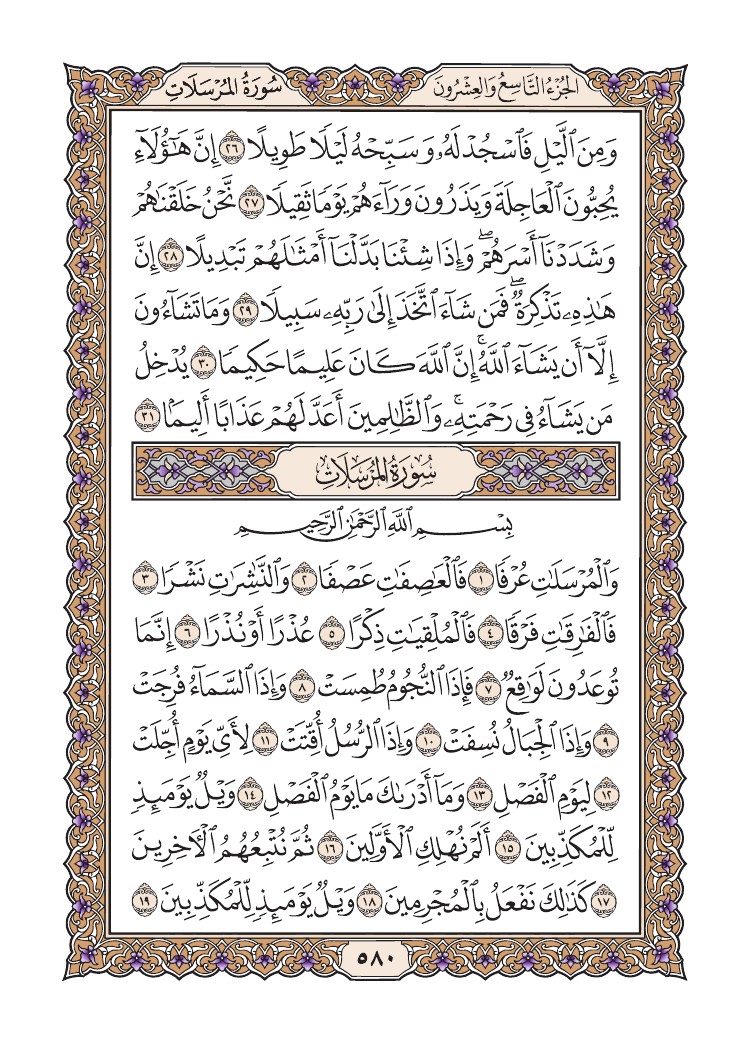 الجُزْءُ التَّاسِعُ وَالعِشْرُونَ
سُورَةُ المُرْسَلَاتِ
وَمِنَ ٱلَّيۡلِ فَٱسۡجُدۡ لَهُۥ وَسَبِّحۡهُ لَيۡلٗا طَوِيلًا ٢٦ إِنَّ هَٰٓؤُلَآءِ
يُحِبُّونَ ٱلۡعَاجِلَةَ وَيَذَرُونَ وَرَآءَهُمۡ يَوۡمٗا ثَقِيلٗا ٢٧ نَّحۡنُ خَلَقۡنَٰهُمۡ
وَشَدَدۡنَآ أَسۡرَهُمۡۖ وَإِذَا شِئۡنَا بَدَّلۡنَآ أَمۡثَٰلَهُمۡ تَبۡدِيلًا ٢٨ إِنَّ
هَٰذِهِۦ تَذۡكِرَةٞۖ فَمَن شَآءَ ٱتَّخَذَ إِلَىٰ رَبِّهِۦ سَبِيلٗا ٢٩ وَمَا تَشَآءُونَ
إِلَّآ أَن يَشَآءَ ٱللَّهُۚ إِنَّ ٱللَّهَ كَانَ عَلِيمًا حَكِيمٗا ٣٠ يُدۡخِلُ
مَن يَشَآءُ فِي رَحۡمَتِهِۦۚ وَٱلظَّٰلِمِينَ أَعَدَّ لَهُمۡ عَذَابًا أَلِيمَۢا ٣١
سُورَةُ المُرۡسَلَاتِ
بِسۡمِ ٱللَّهِ ٱلرَّحۡمَٰنِ ٱلرَّحِيمِ
وَٱلۡمُرۡسَلَٰتِ عُرۡفٗا ١ فَٱلۡعَٰصِفَٰتِ عَصۡفٗا ٢ وَٱلنَّٰشِرَٰتِ نَشۡرٗا ٣
فَٱلۡفَٰرِقَٰتِ فَرۡقٗا ٤ فَٱلۡمُلۡقِيَٰتِ ذِكۡرًا ٥ عُذۡرًا أَوۡ نُذۡرًا ٦ إِنَّمَا
تُوعَدُونَ لَوَٰقِعٞ ٧ فَإِذَا ٱلنُّجُومُ طُمِسَتۡ ٨ وَإِذَا ٱلسَّمَآءُ فُرِجَتۡ
٩ وَإِذَا ٱلۡجِبَالُ نُسِفَتۡ ١٠ وَإِذَا ٱلرُّسُلُ أُقِّتَتۡ ١١ لِأَيِّ يَوۡمٍ أُجِّلَتۡ
١٢ لِيَوۡمِ ٱلۡفَصۡلِ ١٣ وَمَآ أَدۡرَىٰكَ مَا يَوۡمُ ٱلۡفَصۡلِ ١٤ وَيۡلٞ يَوۡمَئِذٖ
لِّلۡمُكَذِّبِينَ ١٥ أَلَمۡ نُهۡلِكِ ٱلۡأَوَّلِينَ ١٦ ثُمَّ نُتۡبِعُهُمُ ٱلۡأٓخِرِينَ
١٧ كَذَٰلِكَ نَفۡعَلُ بِٱلۡمُجۡرِمِينَ ١٨ وَيۡلٞ يَوۡمَئِذٖ لِّلۡمُكَذِّبِينَ ١٩
٥٨٠